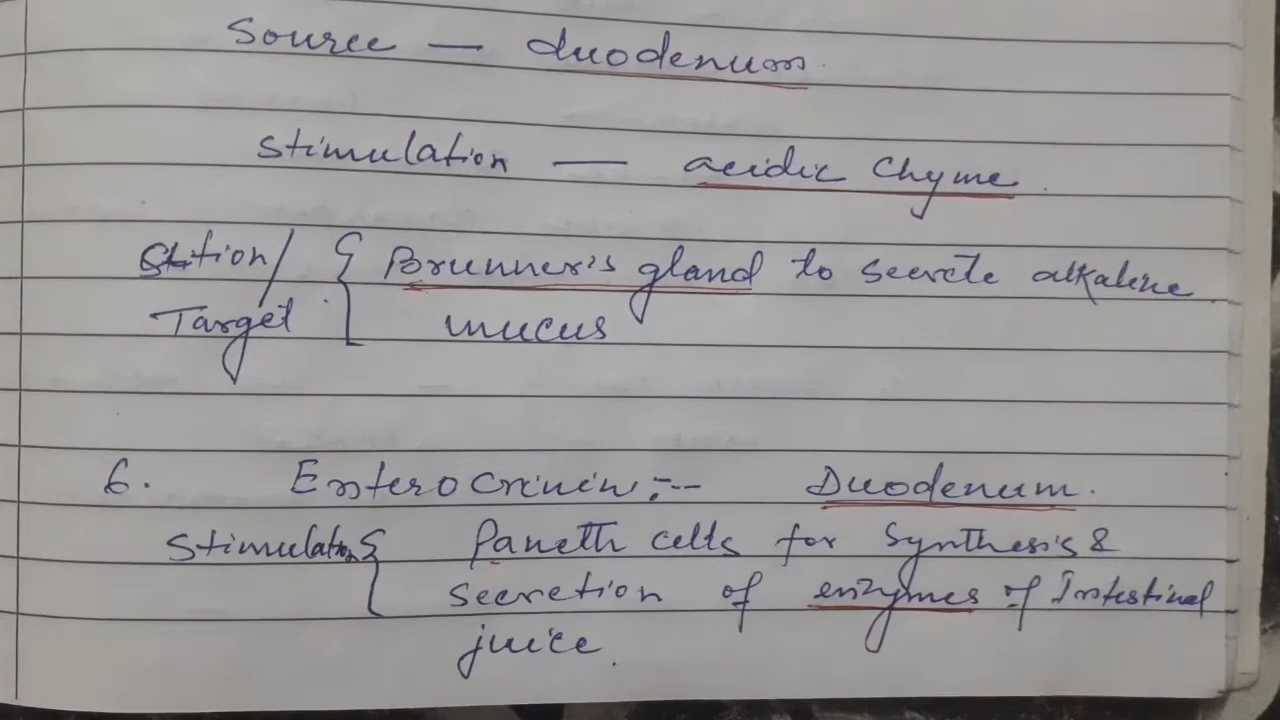 Source — duodenum.
Stimulation — acidic chyme.
tion/ { Brunner's gland to secrete alkaline
Target mucus
6. Enterocrinin :-- Duodenum.
Stimulation { Paneth cells for synthesis &
secretion of enzymes of Intestinal
juice.